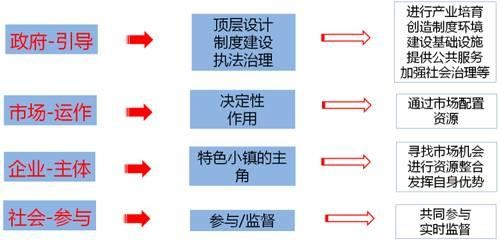 政府-引导
顶层设计
制度建设
执法治理
进行产业培育
创造制度环境
建设基础设施
提供公共服务
加强社会治理等
市场-运作
决定性
作用
通过市场配置
资源
企业-主体
特色小镇的主
角
寻找市场机会
进行资源整合
发挥自身优势
社会-参与
参与/监督
共同参与
实时监督